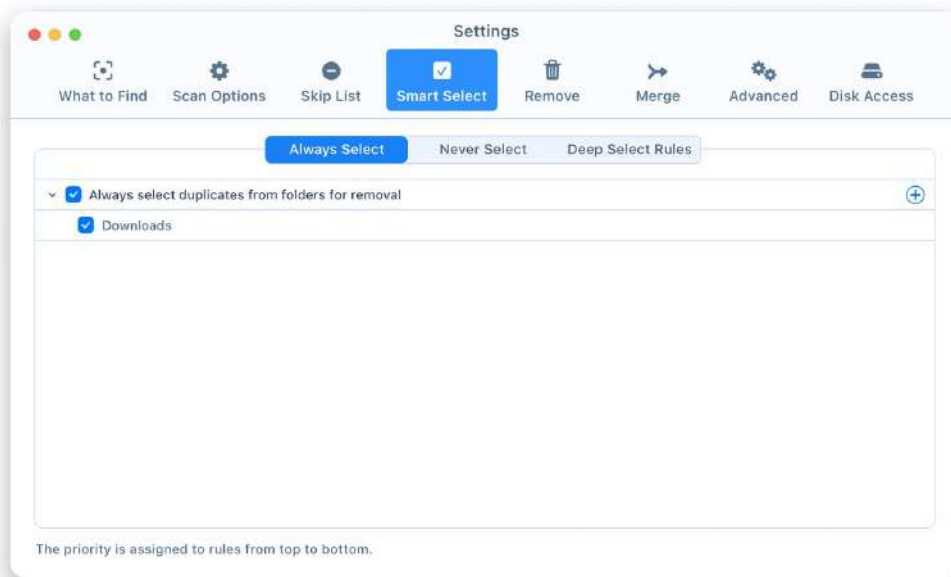 Settings
What to Find Scan Options Skip List Smart Select Remove Merge Advanced Disk Access
Always Select Never Select Deep Select Rules
Always select duplicates from folders for removal
Downloads
The priority is assigned to rules from top to bottom.